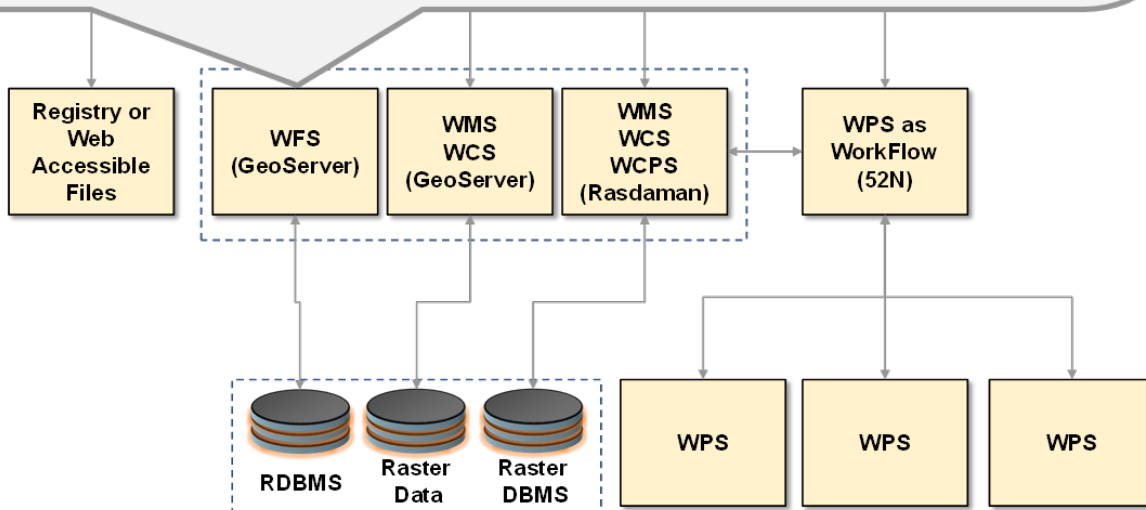 Registry or
Web
Accessible
Files
WFS
(GeoServer)
WMS
WCS
(GeoServer)
WMS
WCS
WCPS
(Rasdaman)
WPS as
WorkFlow
(52N)
RDBMS
Raster
Data
Raster
DBMS
WPS
WPS
WPS